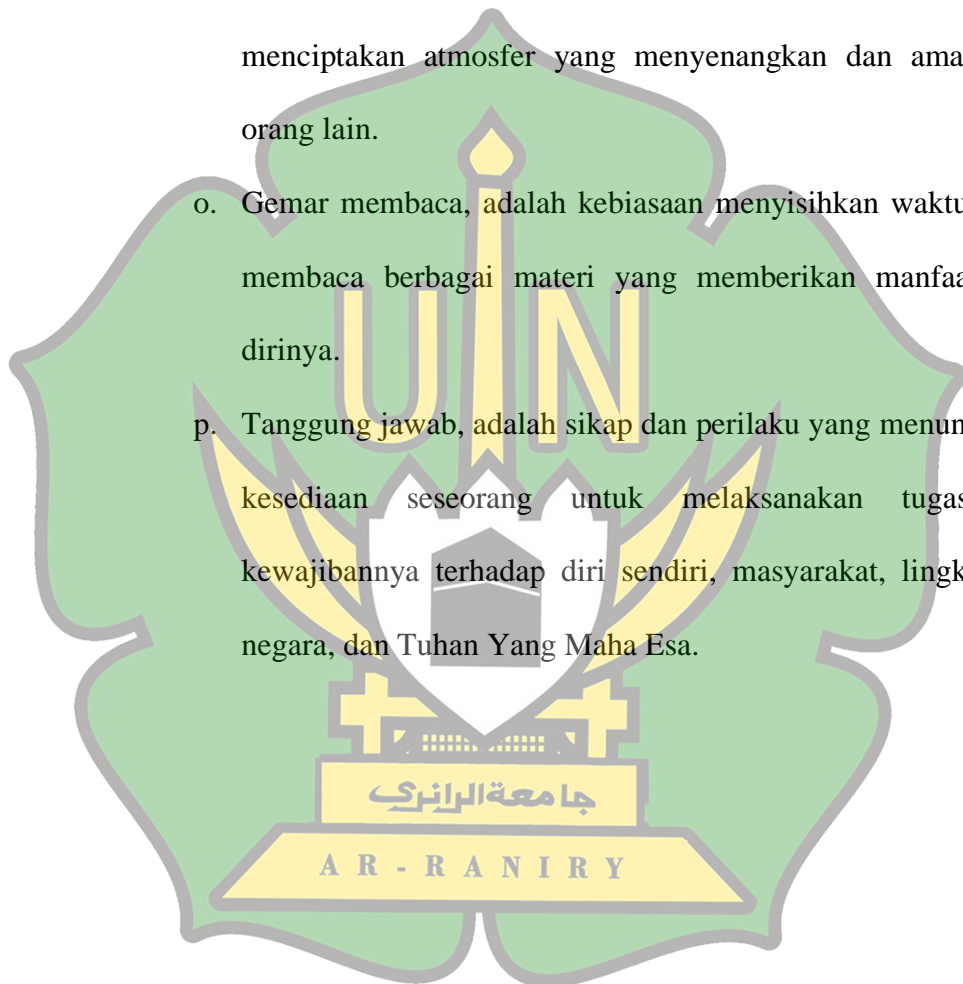 menciptakan atmosfer yang menyenangkan dan ama
orang lain.
o. Gemar membaca, adalah kebiasaan menyisihkan waktu
membaca berbagai materi yang memberikan manfaa
dirinya.
p. Tanggung jawab, adalah sikap dan perilaku yang menun
kesediaan seseorang untuk melaksanakan tugas
kewajibannya terhadap diri sendiri, masyarakat, lingk
negara, dan Tuhan Yang Maha Esa.
UIN
جامعة الرانري
AR-RANIRY